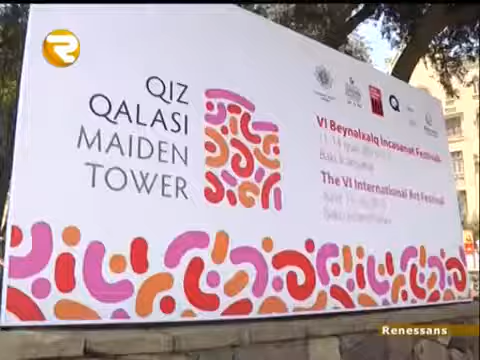 R
QIZ
QALASI
MAIDEN
TOWER
Q
VI Beynəlxalq İncəsənət Festivalı
The VI International Art Festival
Renessans